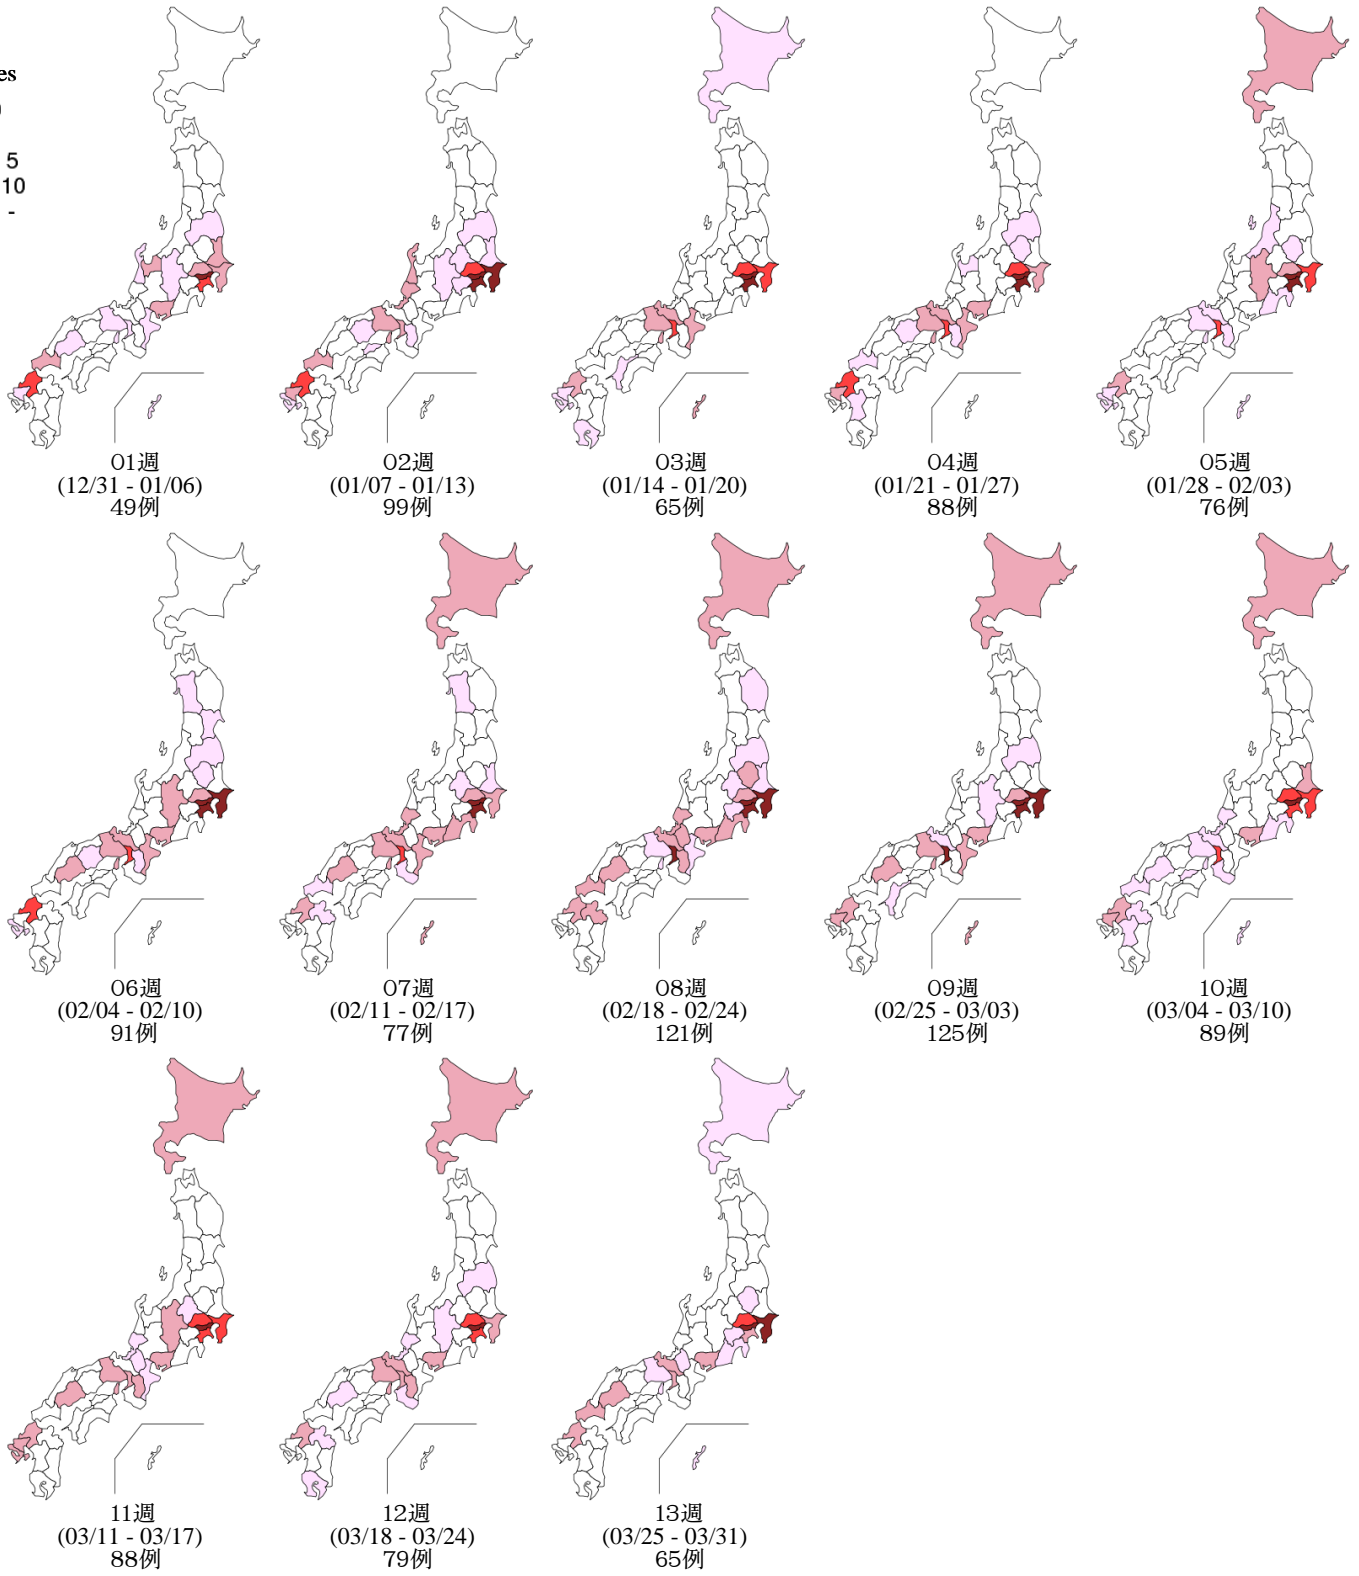 es
5
10
-
01週
(12/31 - 01/06)
49例
02週
(01/07 - 01/13)
99例
03週
(01/14 - 01/20)
65例
04週
(01/21 - 01/27)
88例
05週
(01/28 - 02/03)
76例
06週
(02/04 - 02/10)
91例
07週
(02/11 - 02/17)
77例
08週
(02/18 - 02/24)
121例
09週
(02/25 - 03/03)
125例
10週
(03/04 - 03/10)
89例
11週
(03/11 - 03/17)
88例
12週
(03/18 - 03/24)
79例
13週
(03/25 - 03/31)
65例